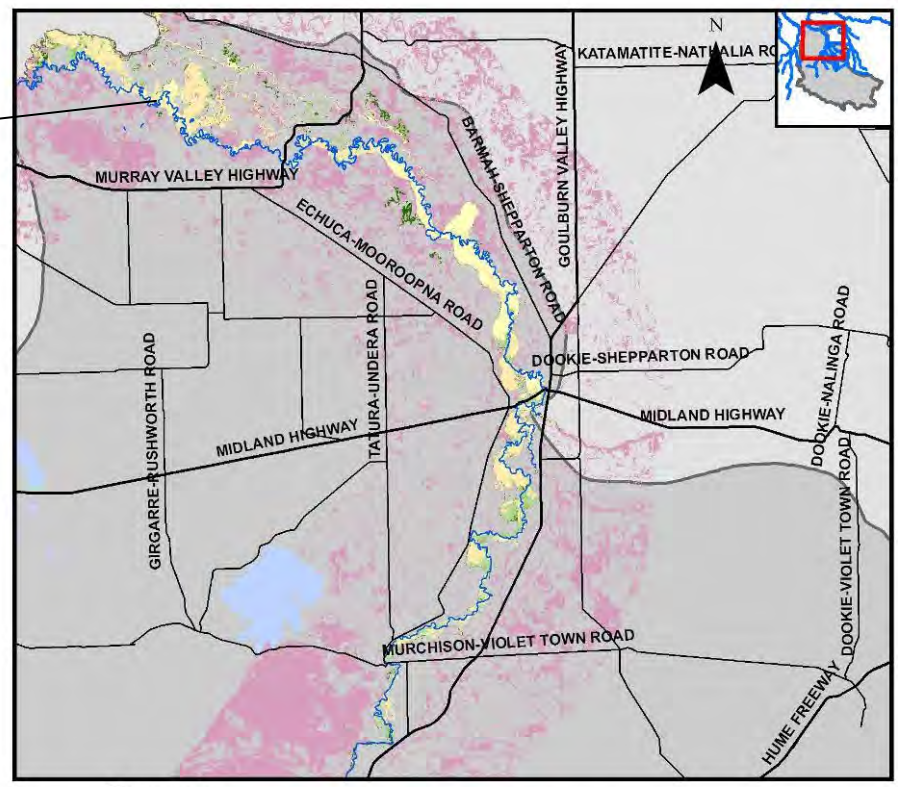 N
KATAMATITE-NATHALIA RO
GOULBURN VALLEY HIGHWAY
BARMAH-SHEPPARTON ROAD
MURRAY VALLEY HIGHWAY
ECHUCA-MOOROOPNA ROAD
TATURA-UNDERA ROAD
GIRGARRE-RUSHWORTH ROAD
DOOKIE-SHEPPARTON ROAD
DOOKIE-NALINGA ROAD
MIDLAND HIGHWAY
MIDLAND HIGHWAY
DOOKIE-VIOLET TOWN ROAD
MURCHISON-VIOLET TOWN ROAD
HUME FREEWAY